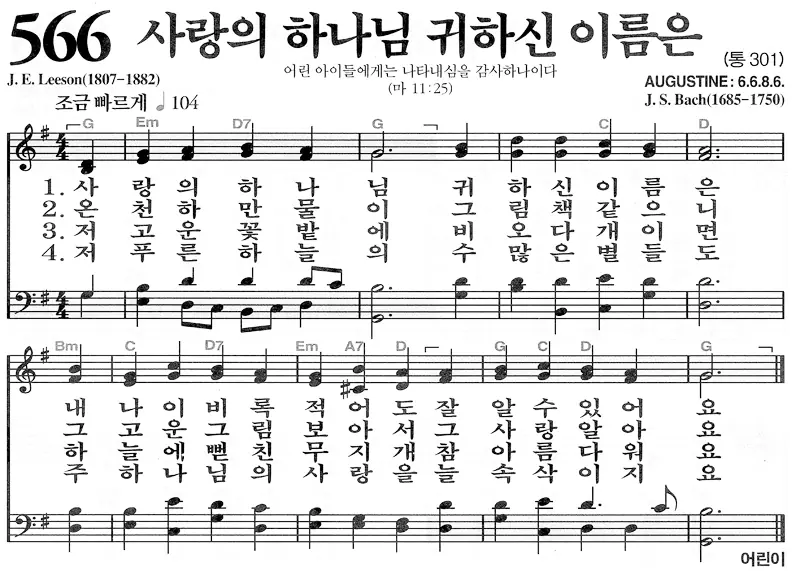 566 사랑의 하나님 귀하신 이름은
(통 301)
J. E. Leeson(1807-1882)
어린 아이들에게는 나타내심을 감사하나이다
(마 11:25)
AUGUSTINE : 6.6.8.6.
J. S. Bach(1685-1750)
조금 빠르게 ♩104
G Em D7 G C D
1. 사 랑 의 하 나 님 귀 하 신 이 름 은
2. 온 천 하 만 물 이 그 림 책 같 으 니
3. 저 고 운 꽃 밭 에 비 오 다 개 이 면
4. 저 푸 른 하 늘 의 수 많 은 별 들 도
Bm C D7 Em A7 D G C D G
내 나 이 비 록 적 어 도 잘 알 수 있 어 요
그 고 운 그 림 보 아 서 그 사 랑 알 아 요
하 늘 에 뻗 친 무 지 개 참 아 름 다 워 요
주 하 나 님 의 사 랑 을 늘 속 삭 이 지 요
어린이